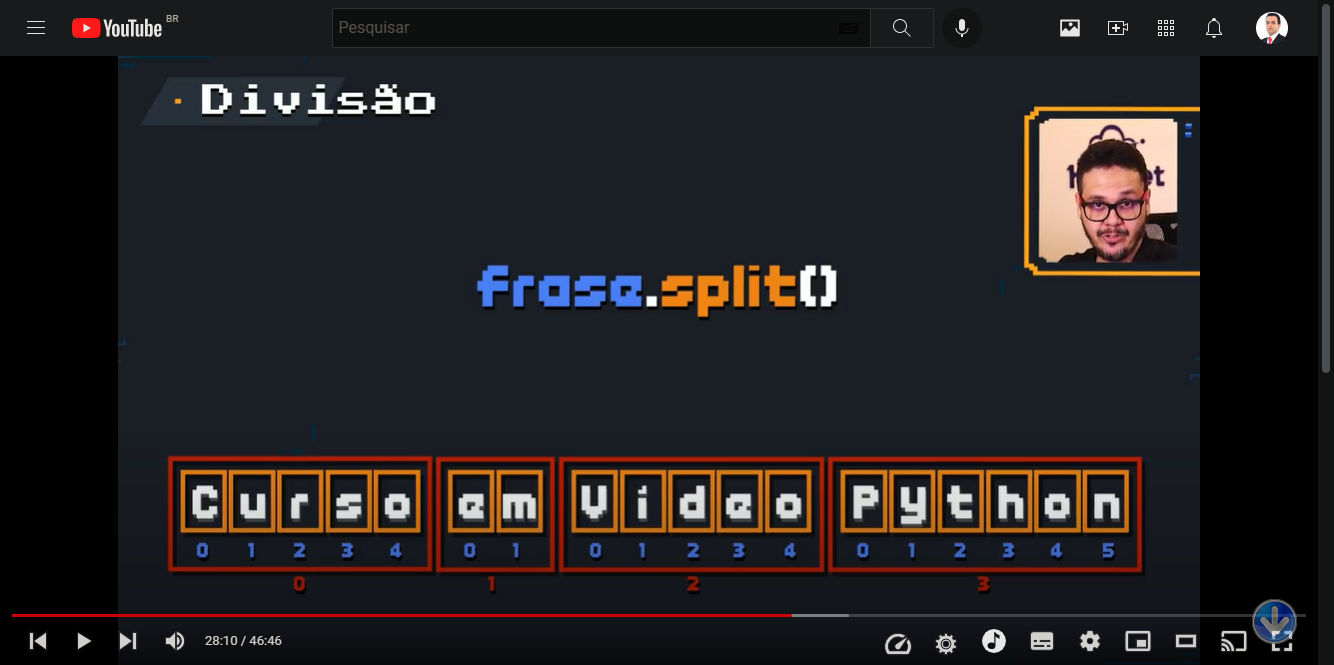 YouTube BR
Pesquisar
Divisão
frase.split()
Curso em Vídeo Python
0 1 2 3 4 0 1 0 1 2 3 4 0 1 2 3 4 5
0 1 2 3
28:10 / 46:46